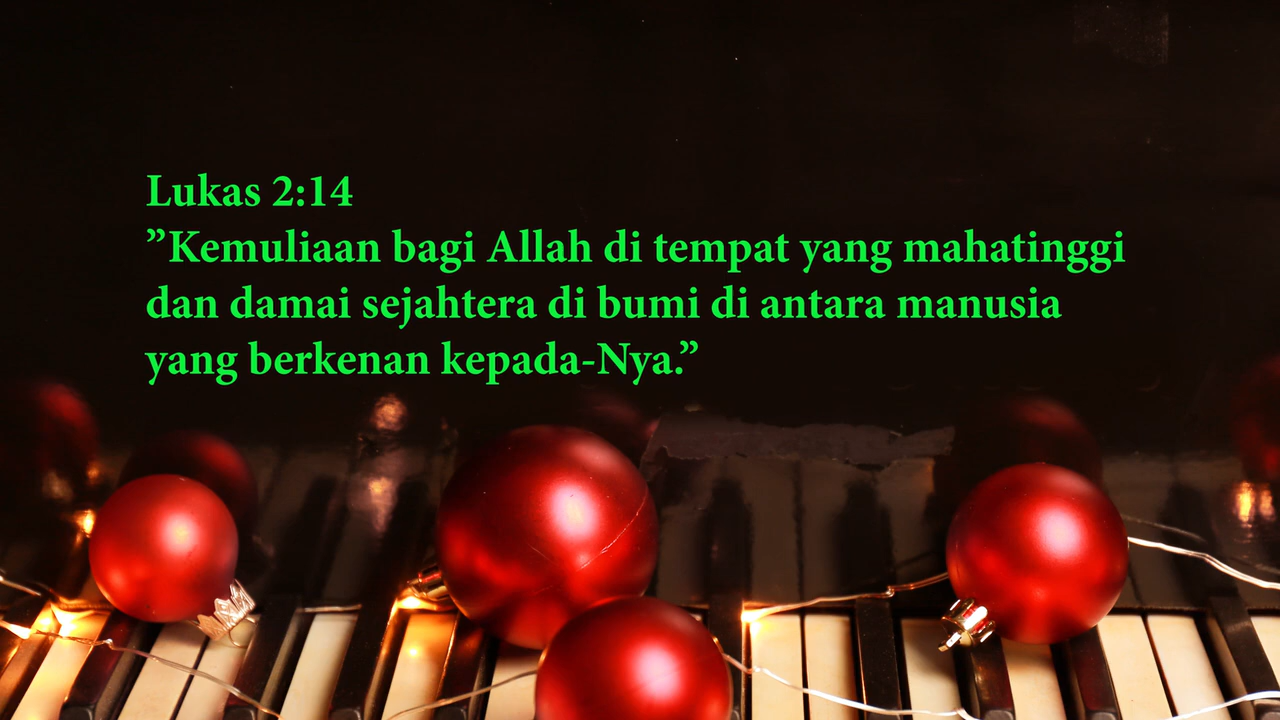 Lukas 2:14
”Kemuliaan bagi Allah di tempat yang mahatinggi
dan damai sejahtera di bumi di antara manusia
yang berkenan kepada-Nya.”